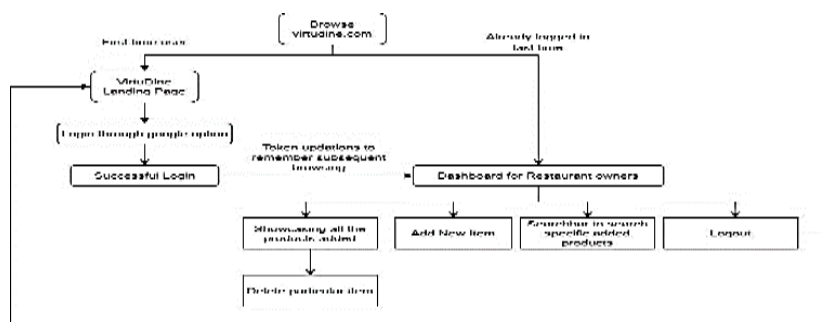 Browse
virtudine.com
First time user
Already logged in
last time
VirtuDine
Landing Page
Login through google option
Token updations to
remember subsequent
browsing
Successful Login
Dashboard for Restaurant owners
Showcasing all the
products added
Add New Item
Searchbar to search
specific added
products
Logout
Delete particular item